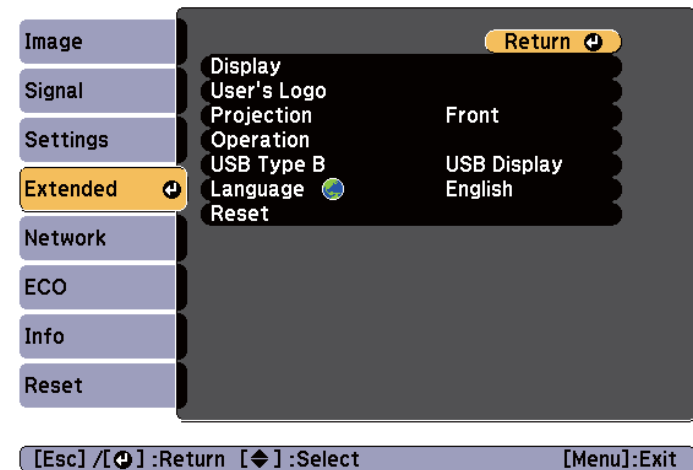 Image
Signal
Settings
Extended
Network
ECO
Info
Reset
Return
Display
User's Logo
Projection Front
Operation
USB Type B USB Display
Language English
Reset
[Esc] /[⏎] :Return [◆] :Select [Menu]:Exit